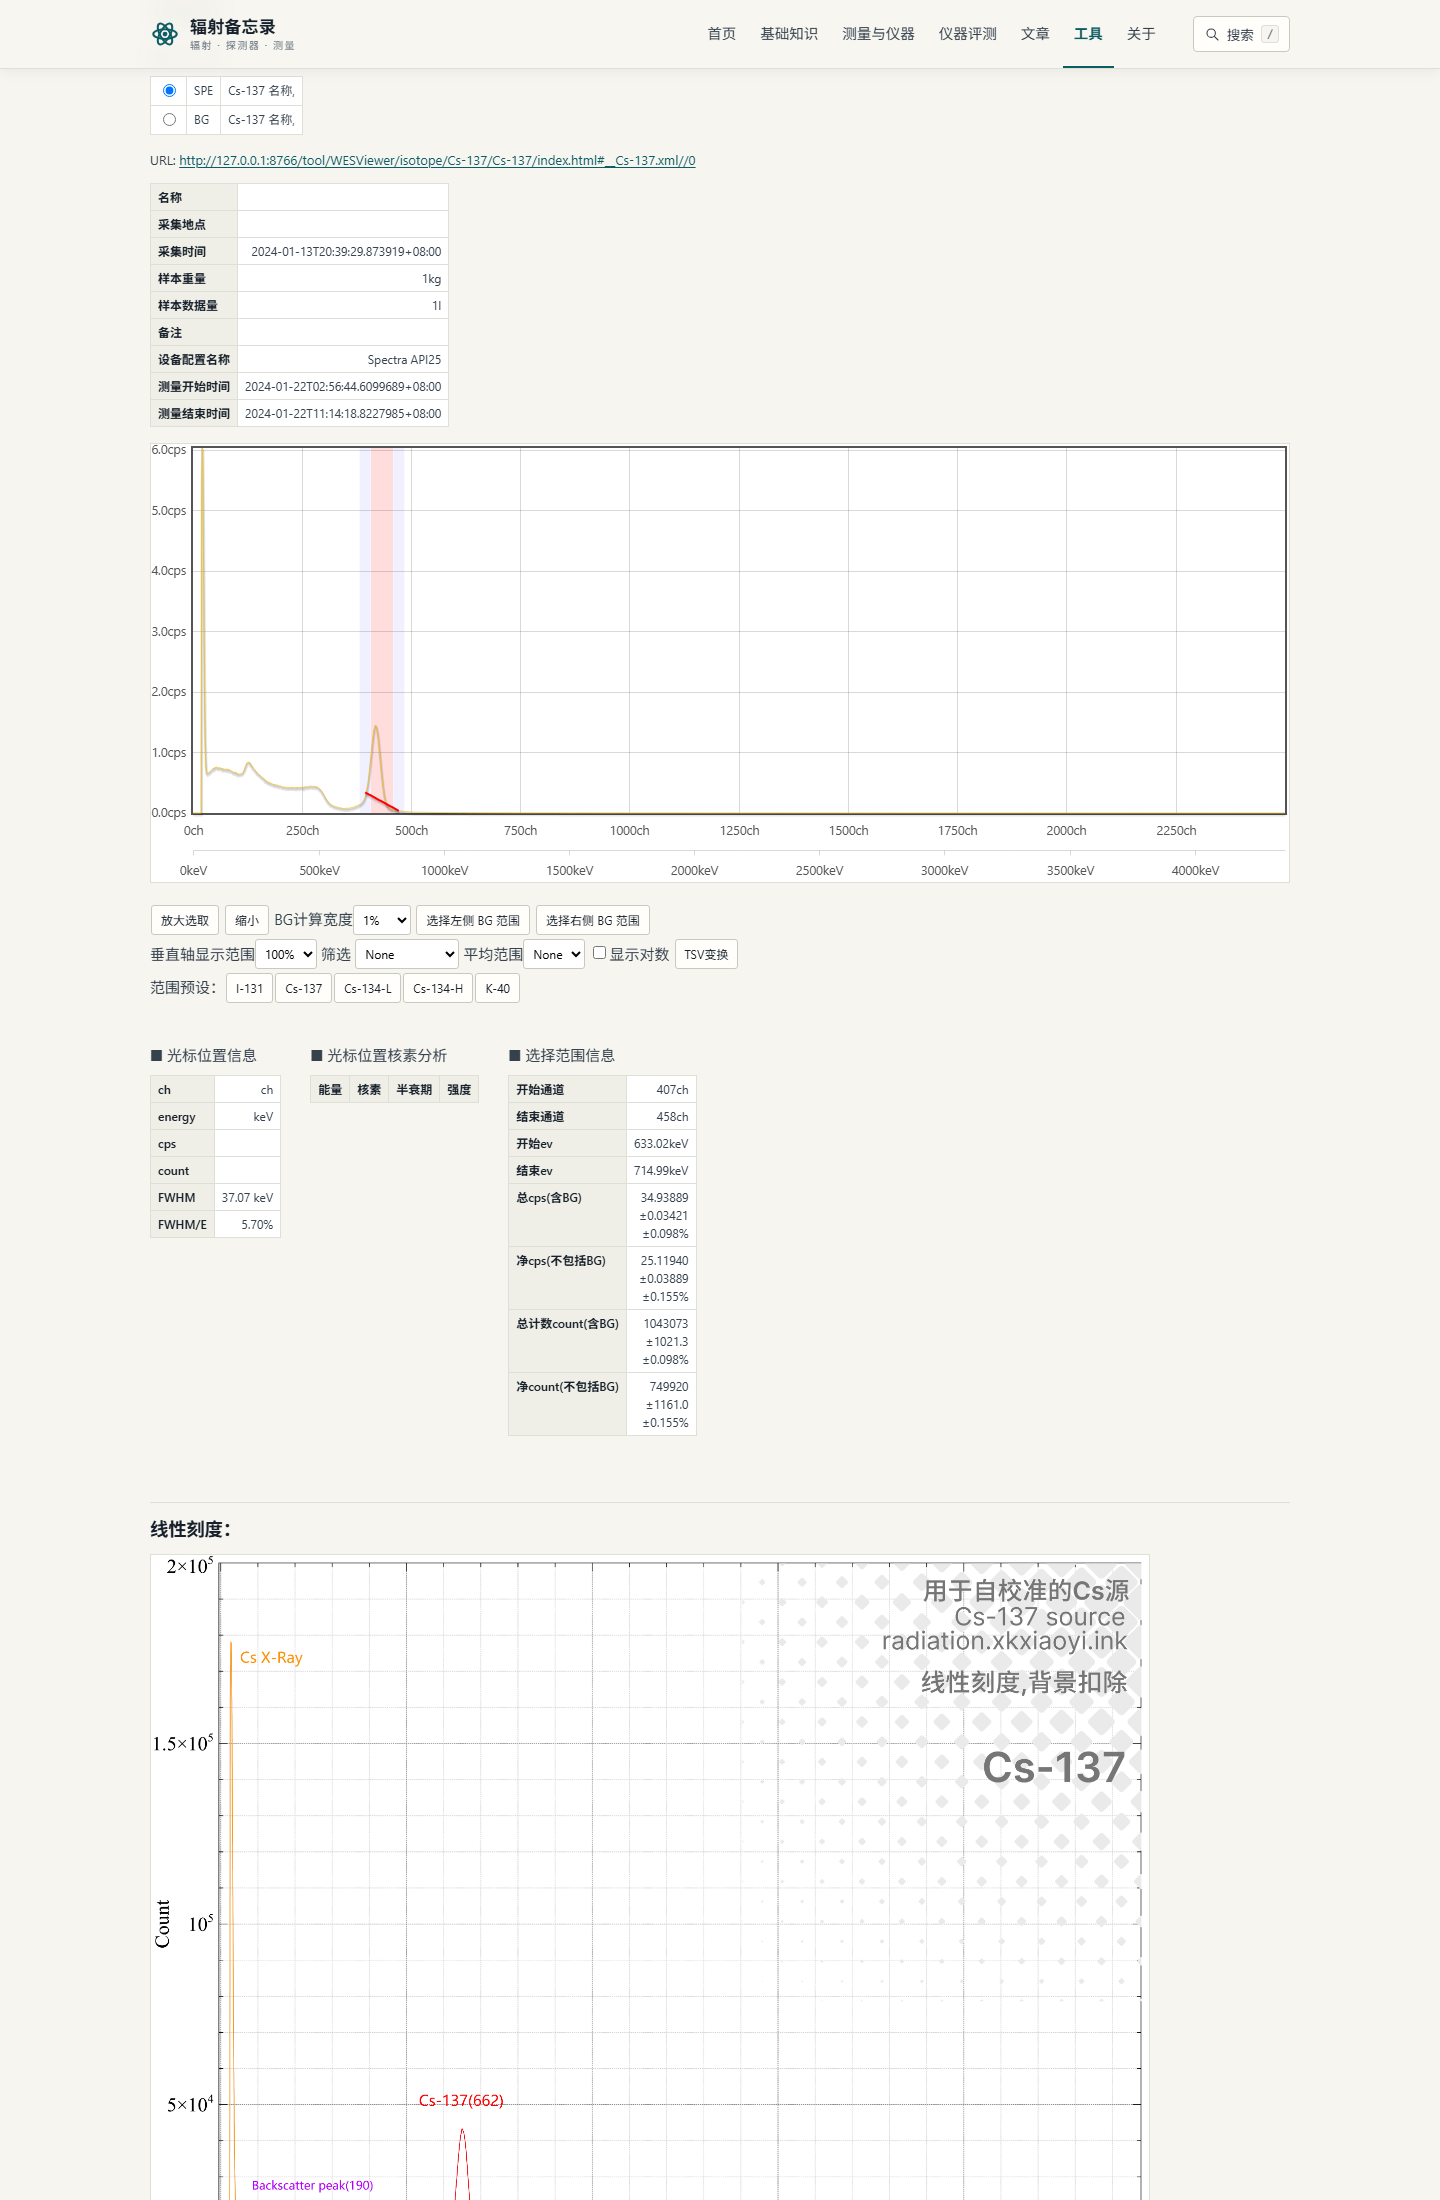 辐射备忘录
辐射 · 探测器 · 测量
首页 基础知识 测量与仪器 仪器评测 文章 工具 关于 搜索 /
SPE Cs-137 名称,
BG Cs-137 名称,
URL: http://127.0.0.1:8766/tool/WESViewer/isotope/Cs-137/Cs-137/index.html#__Cs-137.xml//0
名称
采集地点
采集时间 2024-01-13T20:39:29.873919+08:00
样本重量 1kg
样本数据量 1l
备注
设备配置名称 Spectra API25
测量开始时间 2024-01-22T02:56:44.6099689+08:00
测量结束时间 2024-01-22T11:14:18.8227985+08:00
6.0cps
5.0cps
4.0cps
3.0cps
2.0cps
1.0cps
0.0cps
0ch 250ch 500ch 750ch 1000ch 1250ch 1500ch 1750ch 2000ch 2250ch
0keV 500keV 1000keV 1500keV 2000keV 2500keV 3000keV 3500keV 4000keV
放大选取 缩小 BG计算宽度 1% 选择左侧 BG 范围 选择右侧 BG 范围
垂直轴显示范围 100% 筛选 None 平均范围 None 显示对数 TSV变换
范围预设： I-131 Cs-137 Cs-134-L Cs-134-H K-40
■ 光标位置信息
ch ch
energy keV
cps
count
FWHM 37.07 keV
FWHM/E 5.70%
■ 光标位置核素分析
能量 核素 半衰期 强度
■ 选择范围信息
开始通道 407ch
结束通道 458ch
开始ev 633.02keV
结束ev 714.99keV
总cps(含BG) 34.93889
±0.03421
±0.098%
净cps(不包括BG) 25.11940
±0.03889
±0.155%
总计数count(含BG) 1043073
±1021.3
±0.098%
净count(不包括BG) 749920
±1161.0
±0.155%
线性刻度：
2×10⁵
用于自校准的Cs源
Cs-137 source
radiation.xkxiaoyi.ink
Cs X-Ray
线性刻度,背景扣除
1.5×10⁵
Cs-137
Count
10⁵
5×10⁴
Cs-137(662)
Backscatter peak(190)